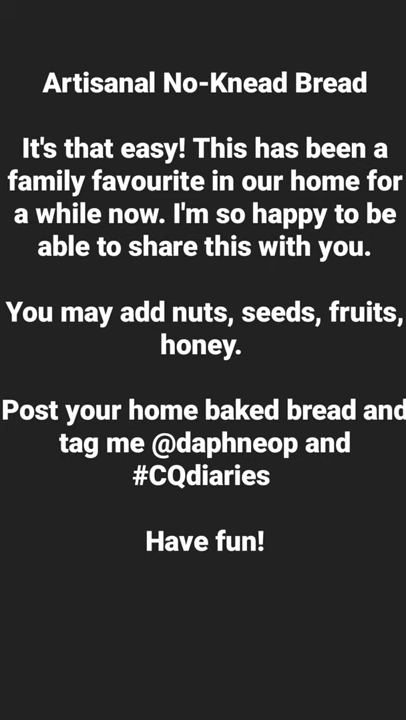 Artisanal No-Knead Bread
It's that easy! This has been a
family favourite in our home for
a while now. I'm so happy to be
able to share this with you.
You may add nuts, seeds, fruits,
honey.
Post your home baked bread and
tag me @daphneop and
#CQdiaries
Have fun!